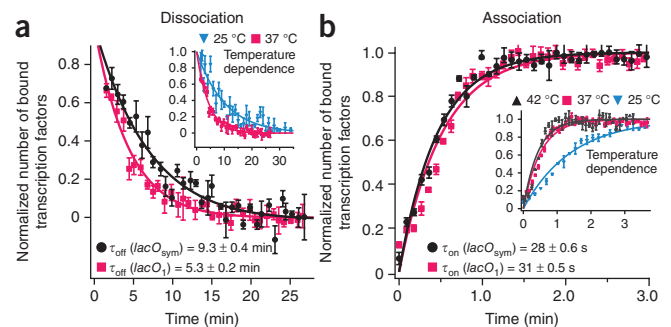 a
Dissociation
Normalized number of bound
transcription factors
0.8
0.6
0.4
0.2
0
0
5
10
15
20
25
Time (min)
▼ 25 °C ■ 37 °C
Temperature
dependence
1.0
0.8
0.6
0.4
0.2
0
0
10
20
30
● τoff (lacOsym) = 9.3 ± 0.4 min
■ τoff (lacO1) = 5.3 ± 0.2 min
b
Association
Normalized number of bound
transcription factors
1.0
0.8
0.6
0.4
0.2
0
0
1.0
2.0
3.0
Time (min)
▲ 42 °C ■ 37 °C ▼ 25 °C
1.0
0.8
0.6
0.4
0.2
0
0
1
2
3
Temperature
dependence
● τon (lacOsym) = 28 ± 0.6 s
■ τon (lacO1) = 31 ± 0.5 s